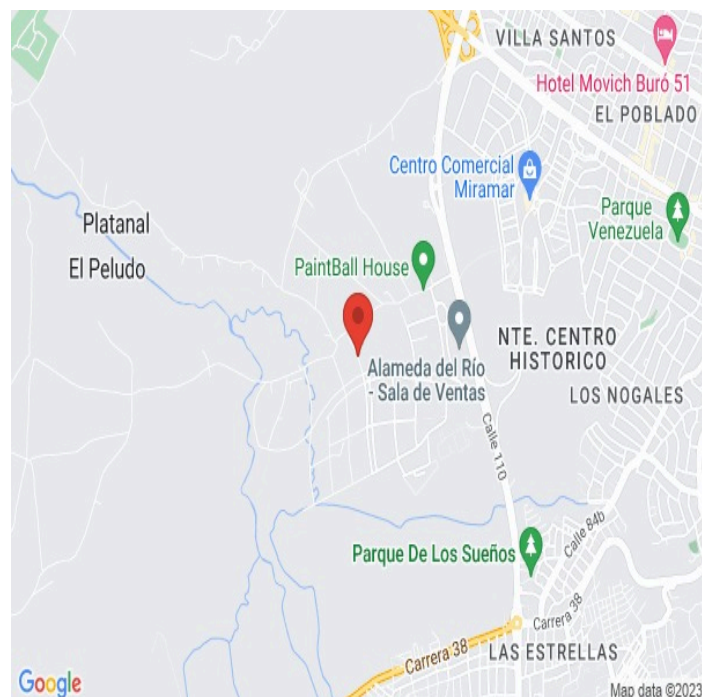 VILLA SANTOS
Hotel Movich Buró 51
EL POBLADO
Centro Comercial
Miramar
Parque
Venezuela
Platanal
El Peludo
PaintBall House
NTE. CENTRO
HISTORICO
Alameda del Río
- Sala de Ventas
LOS NOGALES
Calle 110
Calle 84b
Parque De Los Sueños
Carrera 38
Carrera 38
LAS ESTRELLAS
Google
Map data ©2023